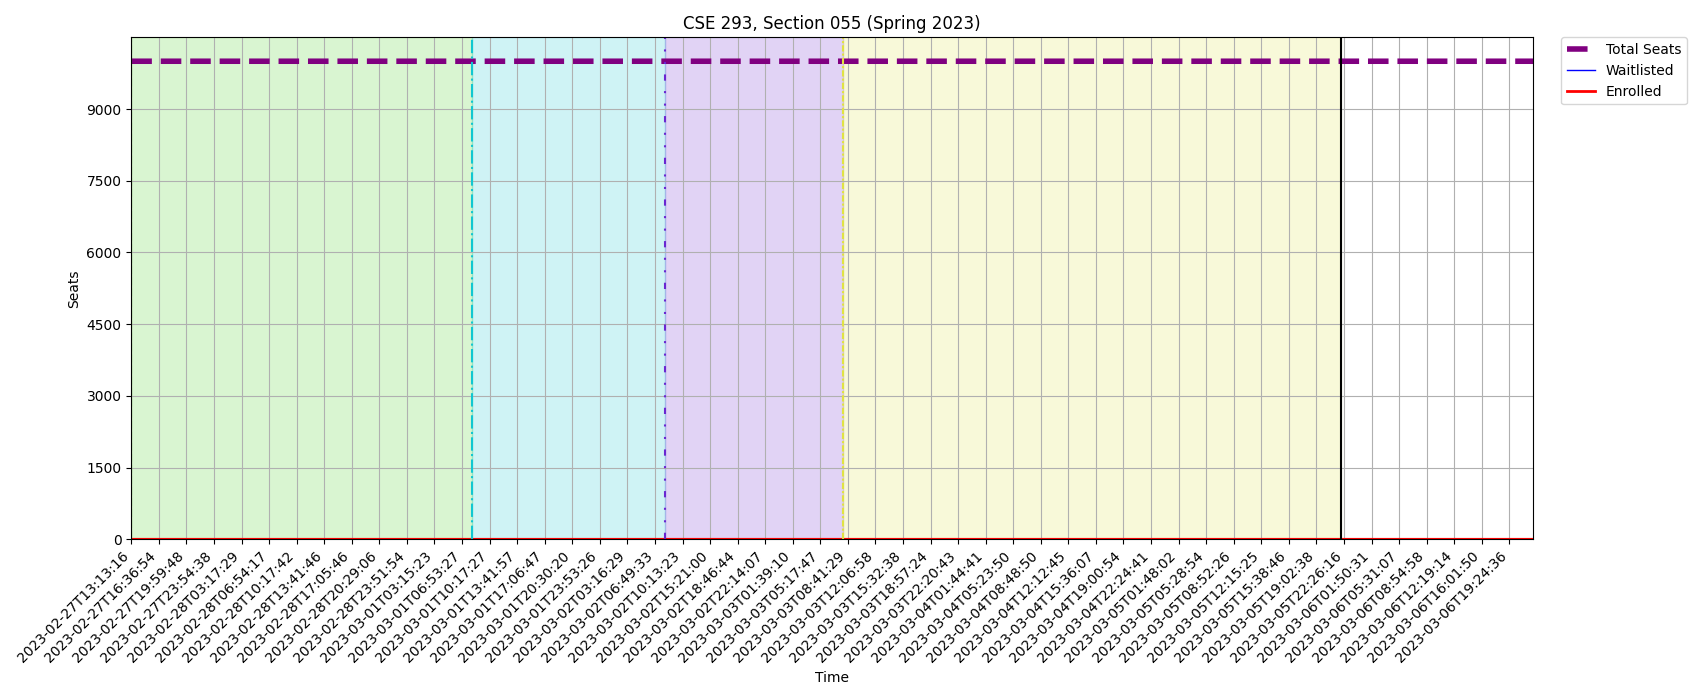 CSE 293, Section 055 (Spring 2023)
Total Seats
Waitlisted
Enrolled
9000
7500
6000
4500
3000
1500
0
Seats
2023-02-27T13:13:16
2023-02-27T16:36:54
2023-02-27T19:59:48
2023-02-27T23:54:38
2023-02-28T03:17:29
2023-02-28T06:54:17
2023-02-28T10:17:42
2023-02-28T13:41:46
2023-02-28T17:05:46
2023-02-28T20:29:06
2023-02-28T23:51:54
2023-03-01T03:15:23
2023-03-01T06:53:27
2023-03-01T10:17:27
2023-03-01T13:41:57
2023-03-01T17:06:47
2023-03-01T20:30:20
2023-03-01T23:53:26
2023-03-02T03:16:29
2023-03-02T06:49:33
2023-03-02T10:13:23
2023-03-02T15:21:00
2023-03-02T18:46:44
2023-03-02T22:14:07
2023-03-03T01:39:10
2023-03-03T05:17:47
2023-03-03T08:41:29
2023-03-03T12:06:58
2023-03-03T15:32:38
2023-03-03T18:57:24
2023-03-03T22:20:43
2023-03-04T01:44:41
2023-03-04T05:23:50
2023-03-04T08:48:50
2023-03-04T12:12:45
2023-03-04T15:36:07
2023-03-04T19:00:54
2023-03-04T22:24:41
2023-03-05T01:48:02
2023-03-05T05:28:54
2023-03-05T08:52:26
2023-03-05T12:15:25
2023-03-05T15:38:46
2023-03-05T19:02:38
2023-03-05T22:26:16
2023-03-06T01:50:31
2023-03-06T05:31:07
2023-03-06T08:54:58
2023-03-06T12:19:14
2023-03-06T16:01:50
2023-03-06T19:24:36
Time